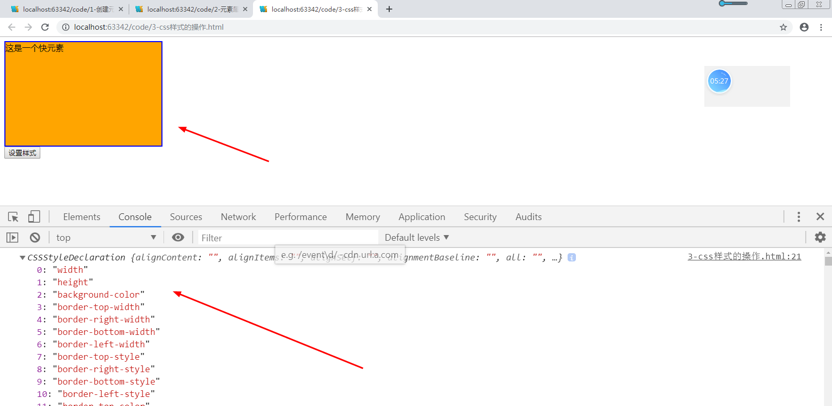 localhost:63342/code/1-创建元
localhost:63342/code/2-元素
localhost:63342/code/3-css样
localhost:63342/code/3-css样式的操作.html
这是一个快元素
05:27
设置样式
Elements Console Sources Network Performance Memory Application Security Audits
top Filter Default levels
e.g. /event\d/ -cdn url:a.com
CSSStyleDeclaration {alignContent: "", alignItems: alignmentBaseline: "", all: "", …}
3-css样式的操作.html:21
0: "width"
1: "height"
2: "background-color"
3: "border-top-width"
4: "border-right-width"
5: "border-bottom-width"
6: "border-left-width"
7: "border-top-style"
8: "border-right-style"
9: "border-bottom-style"
10: "border-left-style"
11: "border-top-color"